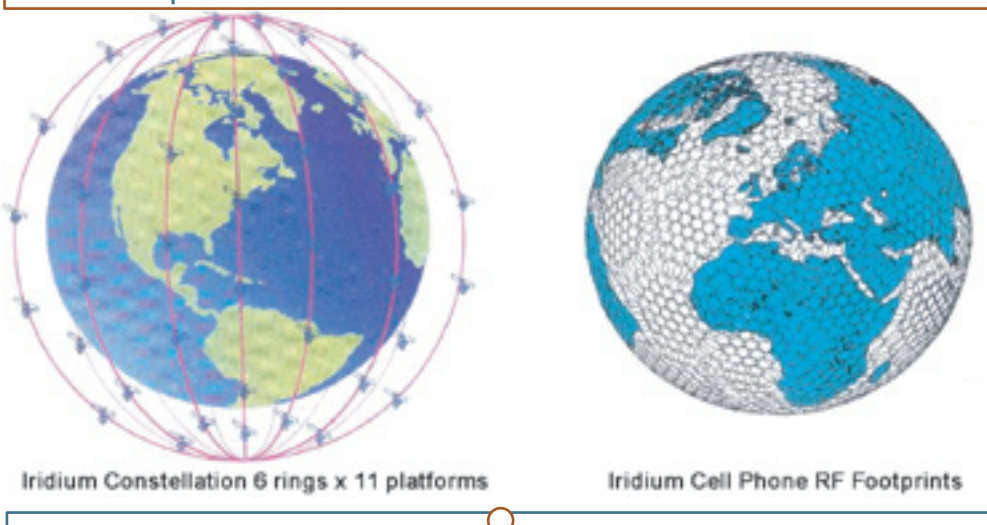 Iridium Constellation 6 rings x 11 platforms
Iridium Cell Phone RF Footprints